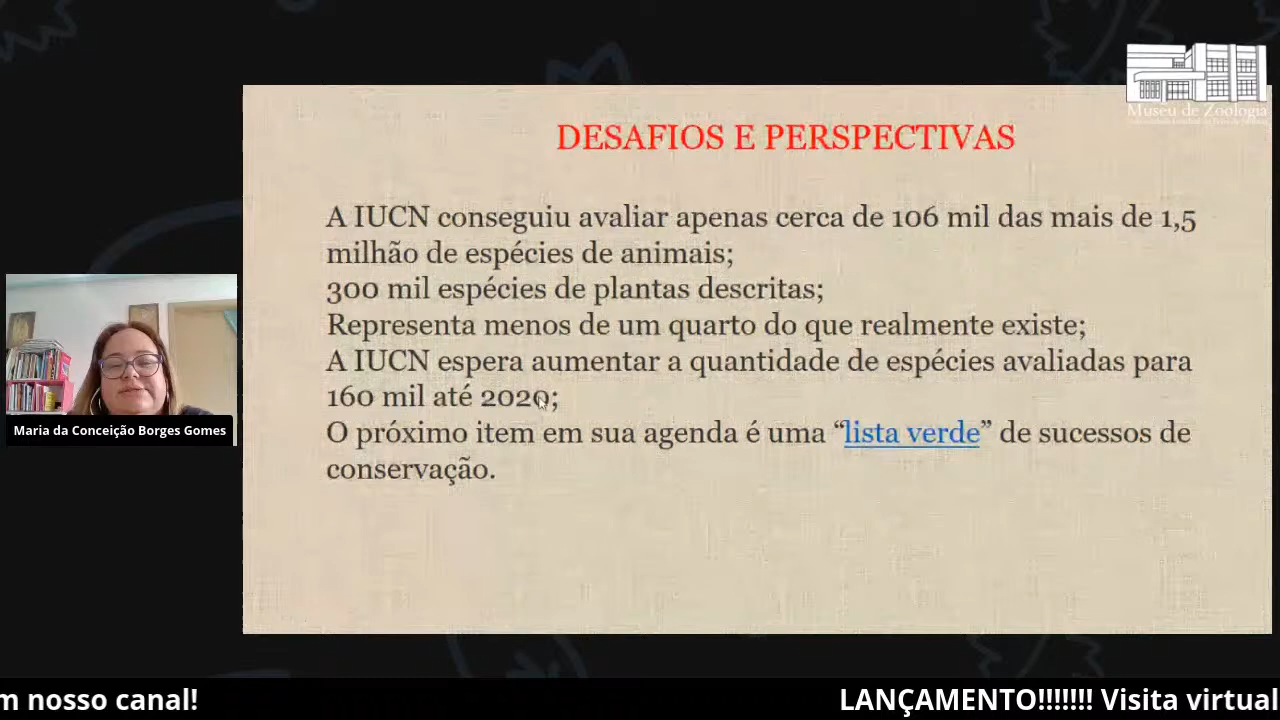 Museu de Zoologia
DESAFIOS E PERSPECTIVAS
A IUCN conseguiu avaliar apenas cerca de 106 mil das mais de 1,5
milhão de espécies de animais;
300 mil espécies de plantas descritas;
Representa menos de um quarto do que realmente existe;
A IUCN espera aumentar a quantidade de espécies avaliadas para
160 mil até 2020;
O próximo item em sua agenda é uma “lista verde” de sucessos de
conservação.
Maria da Conceição Borges Gomes
m nosso canal!
LANÇAMENTO!!!!!!! Visita virtual